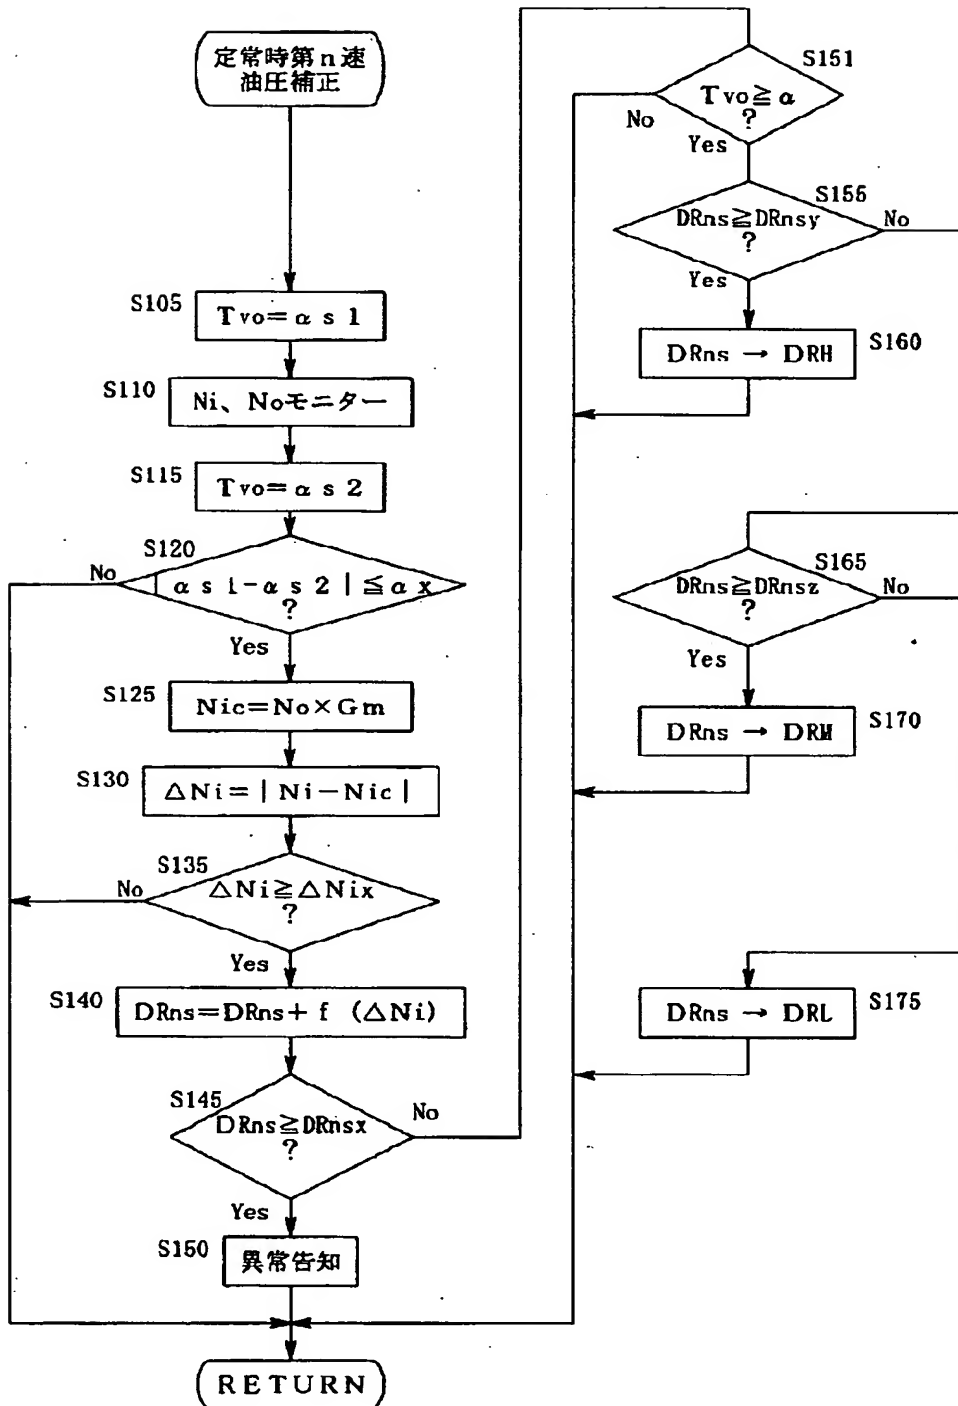 定常時第n速
油圧補正
S105
Tvo=αs1
S110
Ni、Noモニター
S115
Tvo=αs2
S120
No
|αs1-αs2|≦αx
?
Yes
S125
Nic=No×Gm
S130
△Ni=|Ni-Nic|
S135
No
△Ni≧△Nix
?
Yes
S140
DRns=DRns+f(△Ni)
S145
No
DRns≧DRnsx
?
Yes
S150
異常告知
RETURN
S151
Tvo≧α
?
No
Yes
S155
DRns≧DRnsy
?
No
Yes
DRns → DRH
S160
S165
DRns≧DRnsz
?
No
Yes
DRns → DRM
S170
DRns → DRL
S175